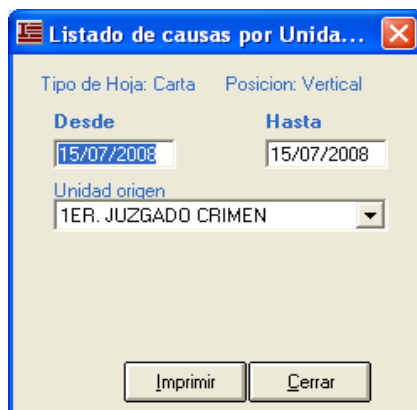 Listado de causas por Unida...
Tipo de Hoja: Carta Posicion: Vertical
Desde Hasta
15/07/2008 15/07/2008
Unidad origen
1ER. JUZGADO CRIMEN
Imprimir Cerrar